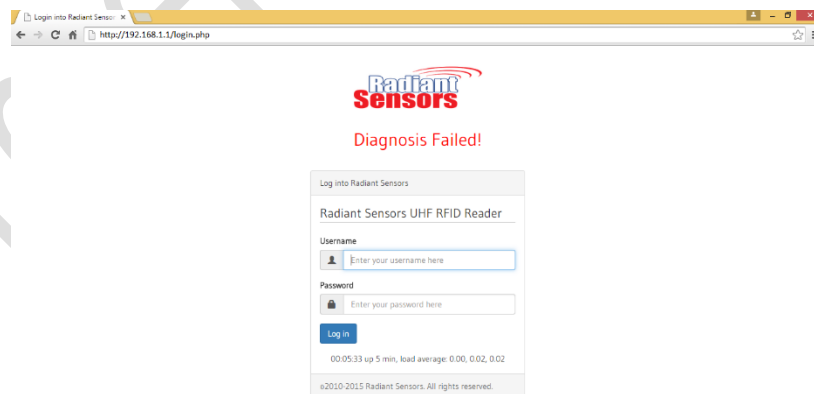 Login into Radiant Sensor
http://192.168.1.1/login.php
Radiant
Sensors
Diagnosis Failed!
Log into Radiant Sensors
Radiant Sensors UHF RFID Reader
Username
Enter your username here
Password
Enter your password here
Log in
00:05:33 up 5 min, load average: 0.00, 0.02, 0.02
©2010-2015 Radiant Sensors. All rights reserved.